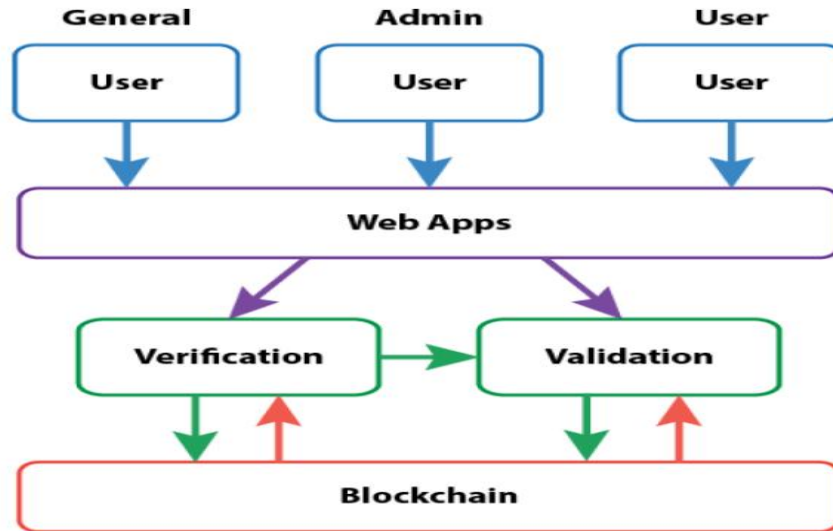 General Admin User
User User User
Web Apps
Verification Validation
Blockchain